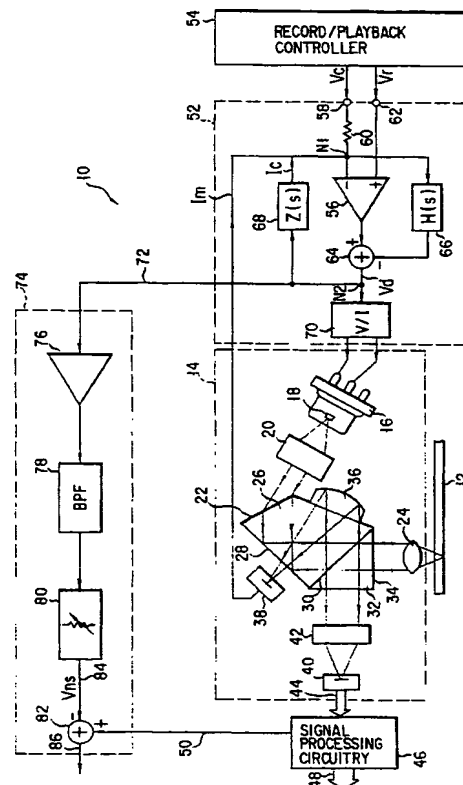 54
RECORD/PLAYBACK
CONTROLLER
Vc
Vr
52
58
62
60
N1
Ic
Im
10
56
Z(s)
68
H(s)
66
64
+
-
-
+
N2
Vd
72
V/I
70
74
76
78
BPF
80
Vns
84
82
-
+
86
14
18
16
20
22
26
36
28
38
24
12
30
32
34
42
40
44
50
SIGNAL
PROCESSING
CIRCUITRY
46
48